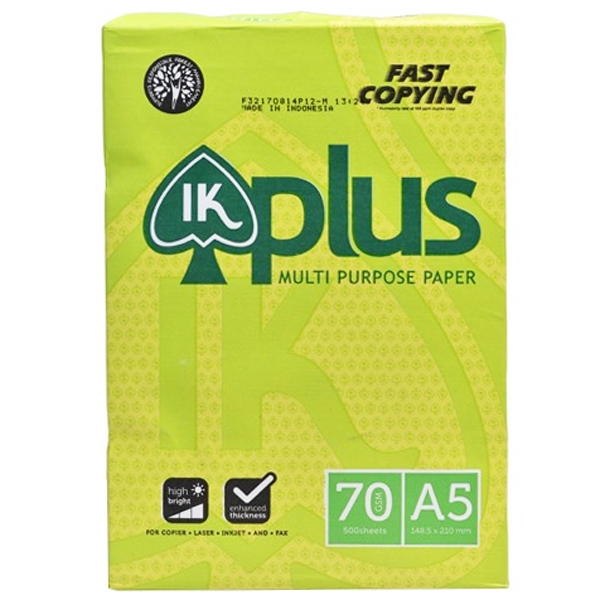 FAST
COPYING
F32170814P12-M 13:2
MADE IN INDONESIA
IK plus
MULTI PURPOSE PAPER
high
bright
enhanced
thickness
70 GSM
500sheets
A5
148.5 x 210 mm
FOR COPIER • LASER • INKJET • AND • FAX